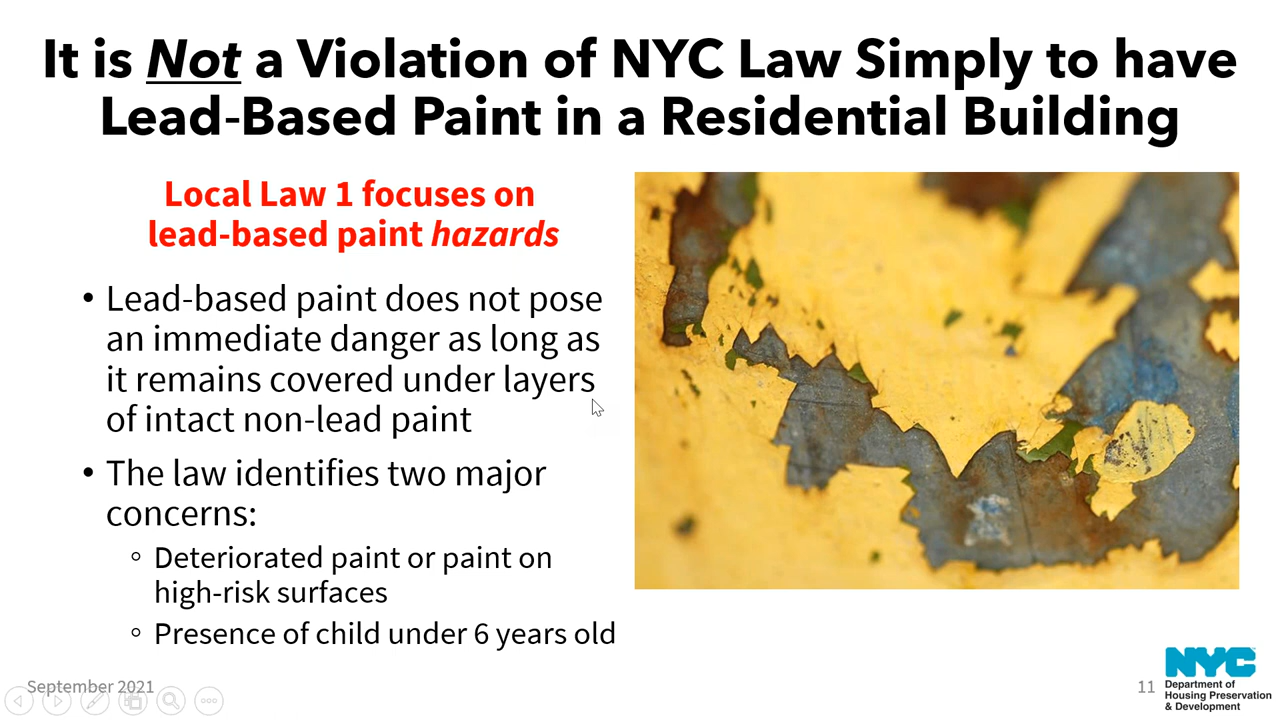 It is Not a Violation of NYC Law Simply to have
Lead-Based Paint in a Residential Building
Local Law 1 focuses on
lead-based paint hazards
• Lead-based paint does not pose
an immediate danger as long as
it remains covered under layers
of intact non-lead paint
• The law identifies two major
concerns:
◦ Deteriorated paint or paint on
high-risk surfaces
◦ Presence of child under 6 years old
September 2021
11
NYC
Department of
Housing Preservation
& Development